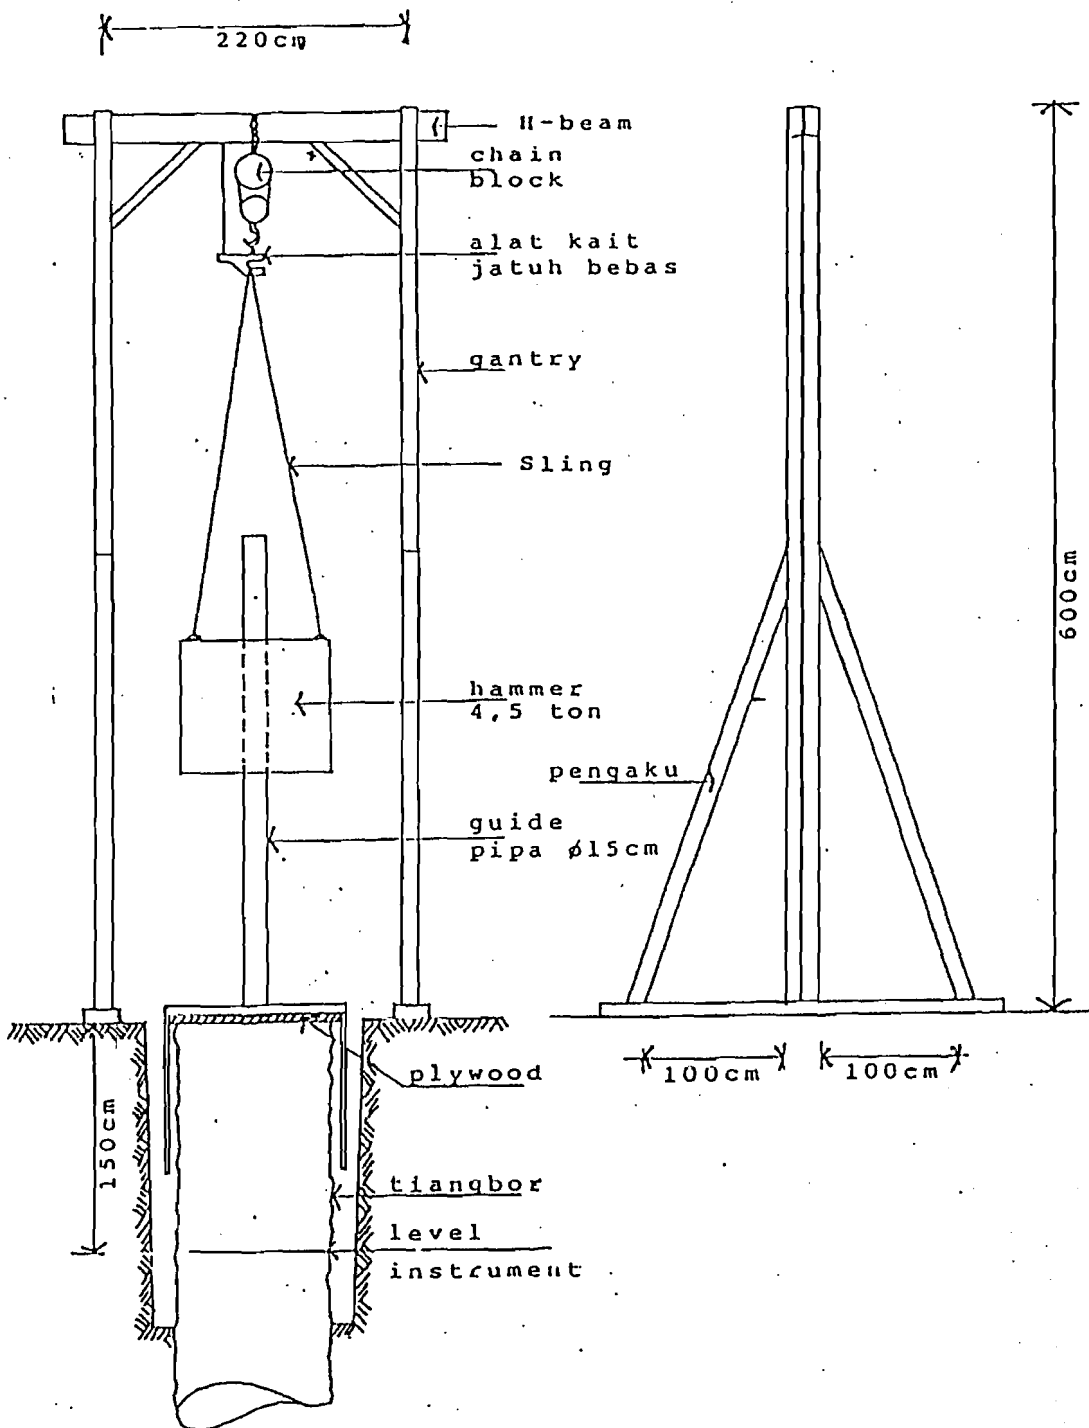 220cm
H-beam
chain
block
alat kait
jatuh bebas
gantry
Sling
hammer
4,5 ton
pengaku
guide
pipa ø15cm
600cm
plywood
100cm
100cm
150cm
tiangbor
level
instrument